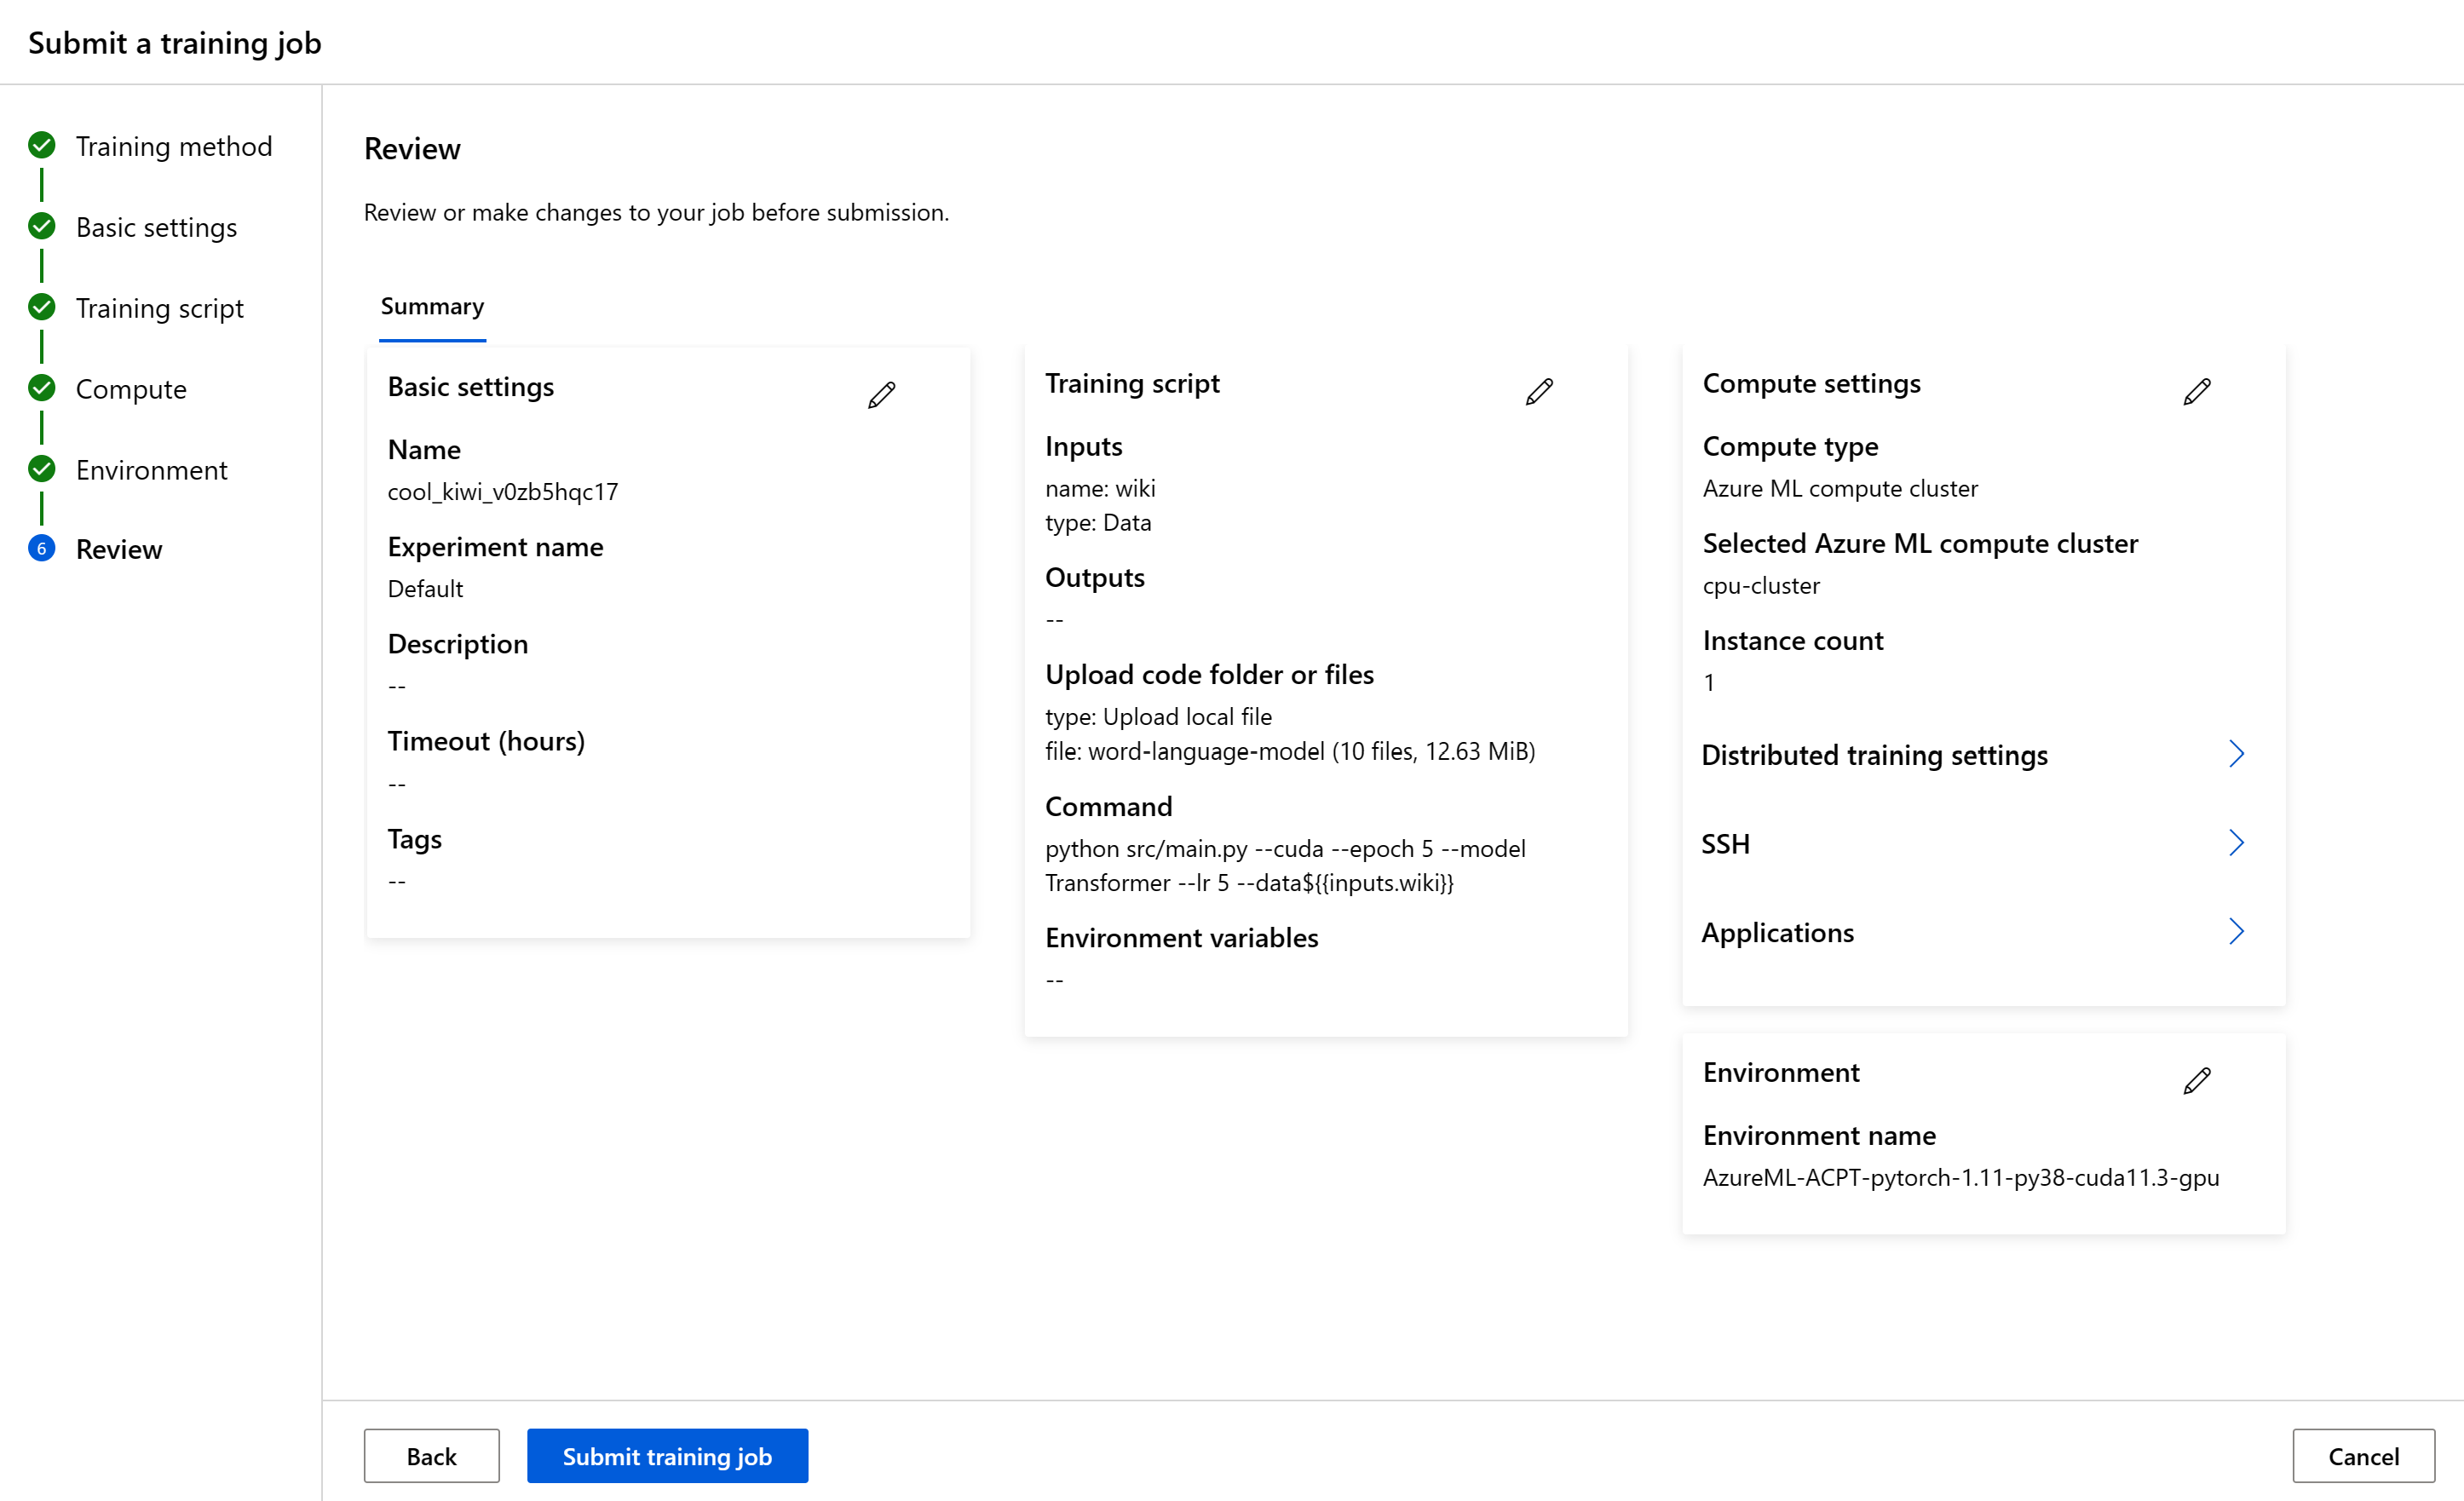 Submit a training job
Training method
Basic settings
Training script
Compute
Environment
6
Review
Review
Review or make changes to your job before submission.
Summary
Basic settings
Name
cool_kiwi_v0zb5hqc17
Experiment name
Default
Description
--
Timeout (hours)
--
Tags
--
Training script
Inputs
name: wiki
type: Data
Outputs
--
Upload code folder or files
type: Upload local file
file: word-language-model (10 files, 12.63 MiB)
Command
python src/main.py --cuda --epoch 5 --model
Transformer --lr 5 --data${{inputs.wiki}}
Environment variables
--
Compute settings
Compute type
Azure ML compute cluster
Selected Azure ML compute cluster
cpu-cluster
Instance count
1
Distributed training settings
SSH
Applications
Environment
Environment name
AzureML-ACPT-pytorch-1.11-py38-cuda11.3-gpu
Back
Submit training job
Cancel